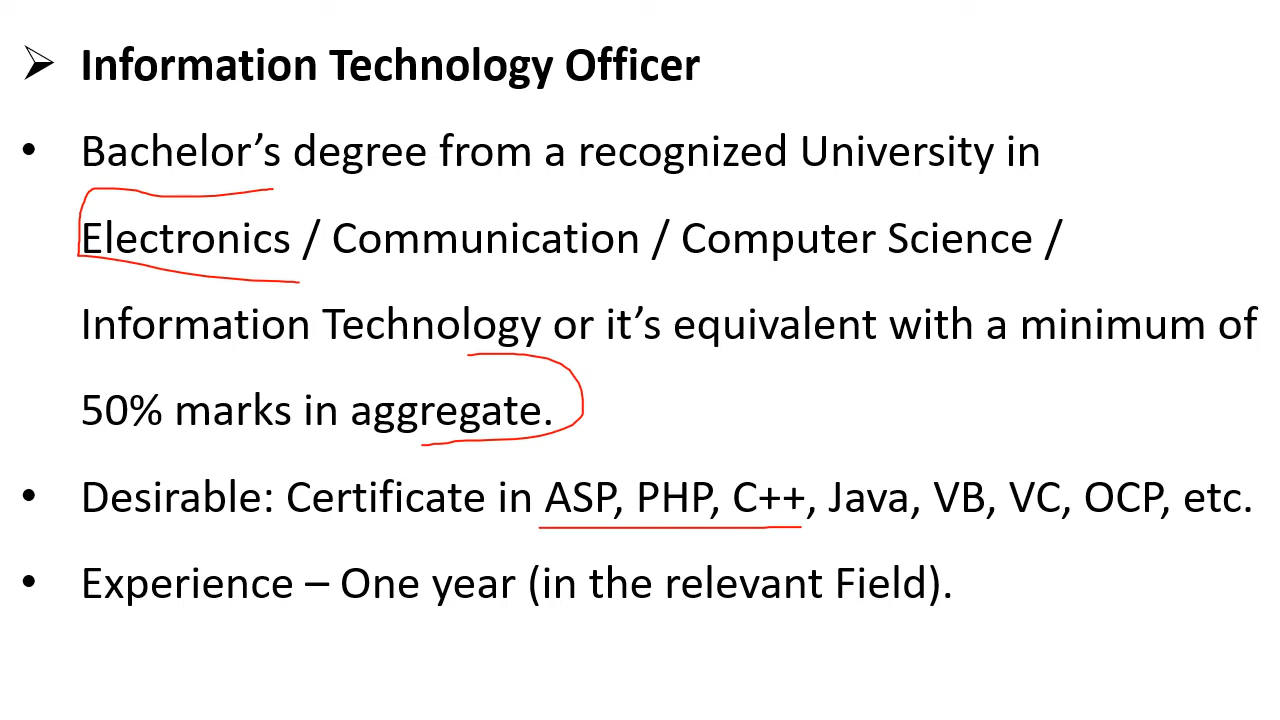 ➢ Information Technology Officer
• Bachelor’s degree from a recognized University in
Electronics / Communication / Computer Science /
Information Technology or it’s equivalent with a minimum of
50% marks in aggregate.
• Desirable: Certificate in ASP, PHP, C++, Java, VB, VC, OCP, etc.
• Experience – One year (in the relevant Field).